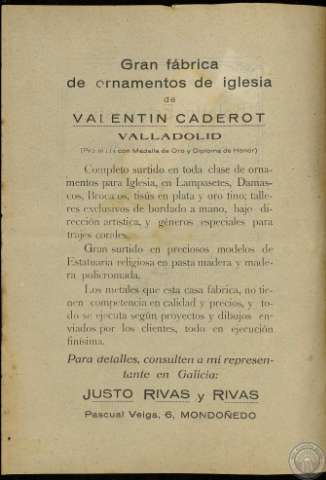 Gran fábrica
de ornamentos de iglesia
de
VALENTIN CADEROT
VALLADOLID
(Premiada con Medalla de Oro y Diploma de Honor)
Completo surtido en toda clase de orna-
mentos para Iglesia, en Lampasetes, Damas-
cos, Brocatos, tisús en plata y oro fino; talle-
res exclusivos de bordado a mano, bajo di-
rección artística, y géneros especiales para
trajes corales.
Gran surtido en preciosos modelos de
Estatuaria religiosa en pasta madera y made-
ra policromada.
Los metales que esta casa fabrica, no tie-
nen competencia en calidad y precios, y to-
do se ejecuta según proyectos y dibujos en-
viados por los clientes, todo en ejecución
finísima.
Para detalles, consulten a mi represen-
tante en Galicia:
JUSTO RIVAS y RIVAS
Pascual Veiga, 6, MONDOÑEDO